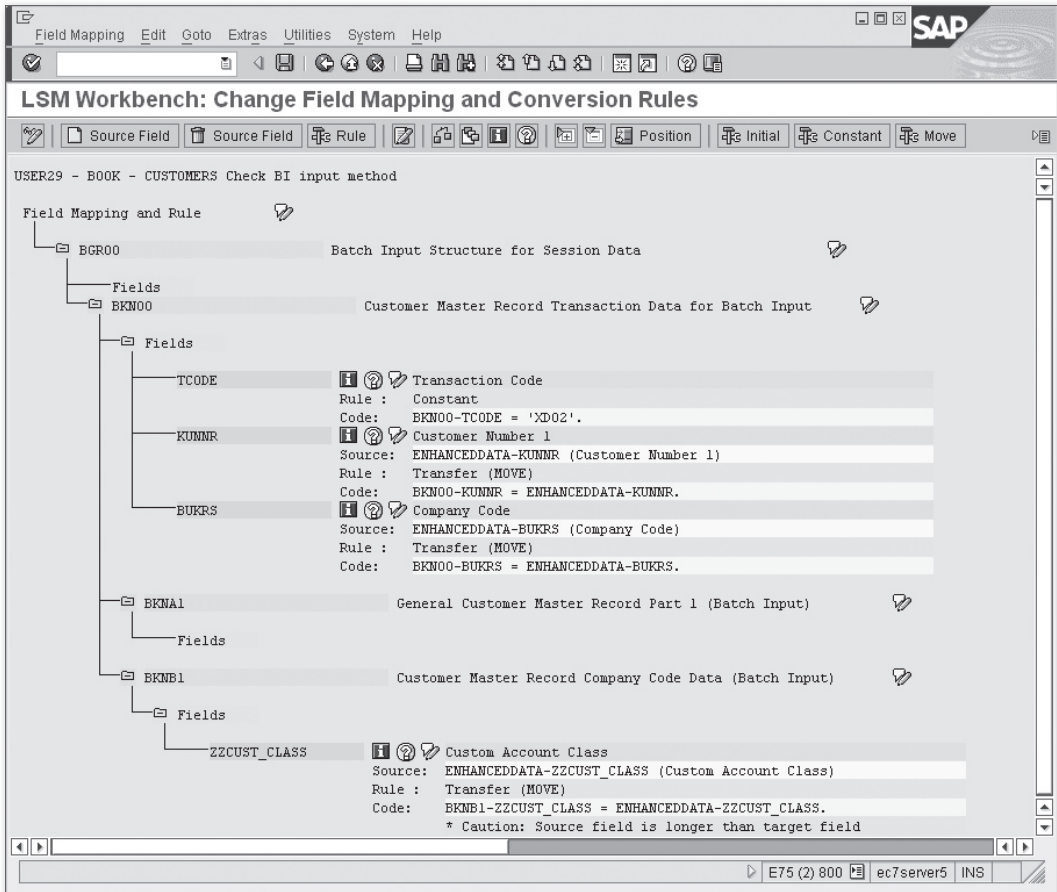 SAP
Field Mapping Edit Goto Extras Utilities System Help
LSM Workbench: Change Field Mapping and Conversion Rules
Source Field Source Field Rule Position Initial Constant Move
USER29 - BOOK - CUSTOMERS Check BI input method
Field Mapping and Rule
BGR00 Batch Input Structure for Session Data
Fields
BKN00 Customer Master Record Transaction Data for Batch Input
Fields
TCODE Transaction Code
Rule : Constant
Code: BKN00-TCODE = 'XD02'.
KUNNR Customer Number 1
Source: ENHANCEDDATA-KUNNR (Customer Number 1)
Rule : Transfer (MOVE)
Code: BKN00-KUNNR = ENHANCEDDATA-KUNNR.
BUKRS Company Code
Source: ENHANCEDDATA-BUKRS (Company Code)
Rule : Transfer (MOVE)
Code: BKN00-BUKRS = ENHANCEDDATA-BUKRS.
BKNA1 General Customer Master Record Part 1 (Batch Input)
Fields
BKNB1 Customer Master Record Company Code Data (Batch Input)
Fields
ZZCUST_CLASS Custom Account Class
Source: ENHANCEDDATA-ZZCUST_CLASS (Custom Account Class)
Rule : Transfer (MOVE)
Code: BKNB1-ZZCUST_CLASS = ENHANCEDDATA-ZZCUST_CLASS.
* Caution: Source field is longer than target field
E75 (2) 800 ec7server5 INS